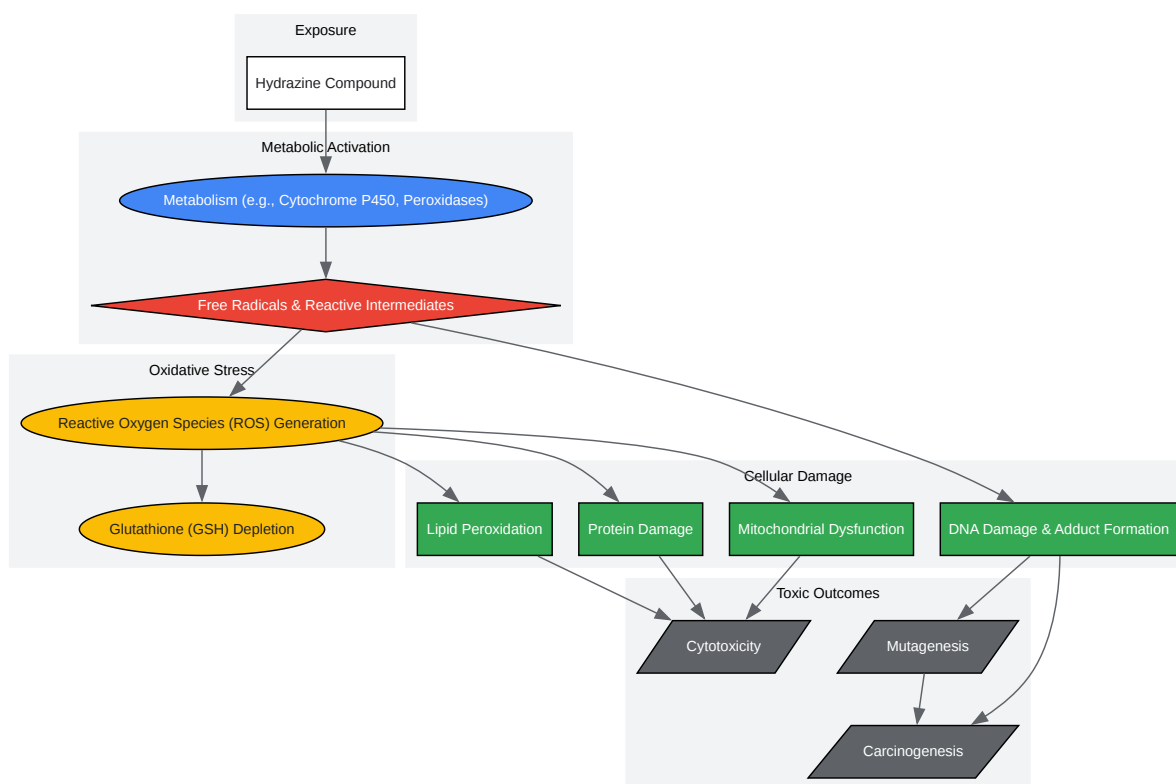 Exposure
Hydrazine Compound
Metabolic Activation
Metabolism (e.g., Cytochrome P450, Peroxidases)
Free Radicals & Reactive Intermediates
Oxidative Stress
Reactive Oxygen Species (ROS) Generation
Glutathione (GSH) Depletion
Cellular Damage
Lipid Peroxidation
Protein Damage
Mitochondrial Dysfunction
DNA Damage & Adduct Formation
Toxic Outcomes
Cytotoxicity
Mutagenesis
Carcinogenesis